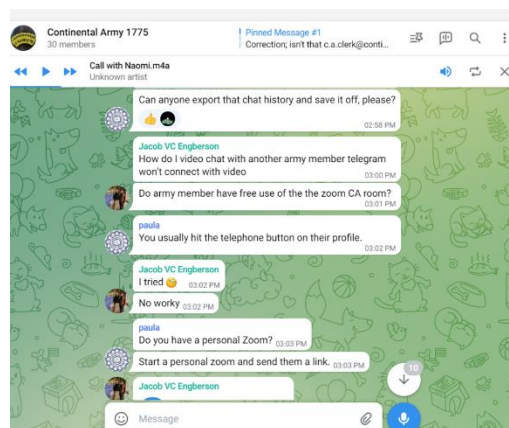 Continental Army 1775
30 members
Pinned Message #1
Correction; isn't that c.a.clerk@conti...
Call with Naomi.m4a
Unknown artist
Can anyone export that chat history and save it off, please?
02:58 PM
Jacob VC Engberson
How do I video chat with another army member telegram
won't connect with video
03:00 PM
Do army member have free use of the the zoom CA room?
03:01 PM
paula
You usually hit the telephone button on their profile.
03:02 PM
Jacob VC Engberson
I tried 🧐 03:02 PM
No worky 03:02 PM
paula
Do you have a personal Zoom? 03:03 PM
Start a personal zoom and send them a link. 03:03 PM
10
Jacob VC Engberson
Message